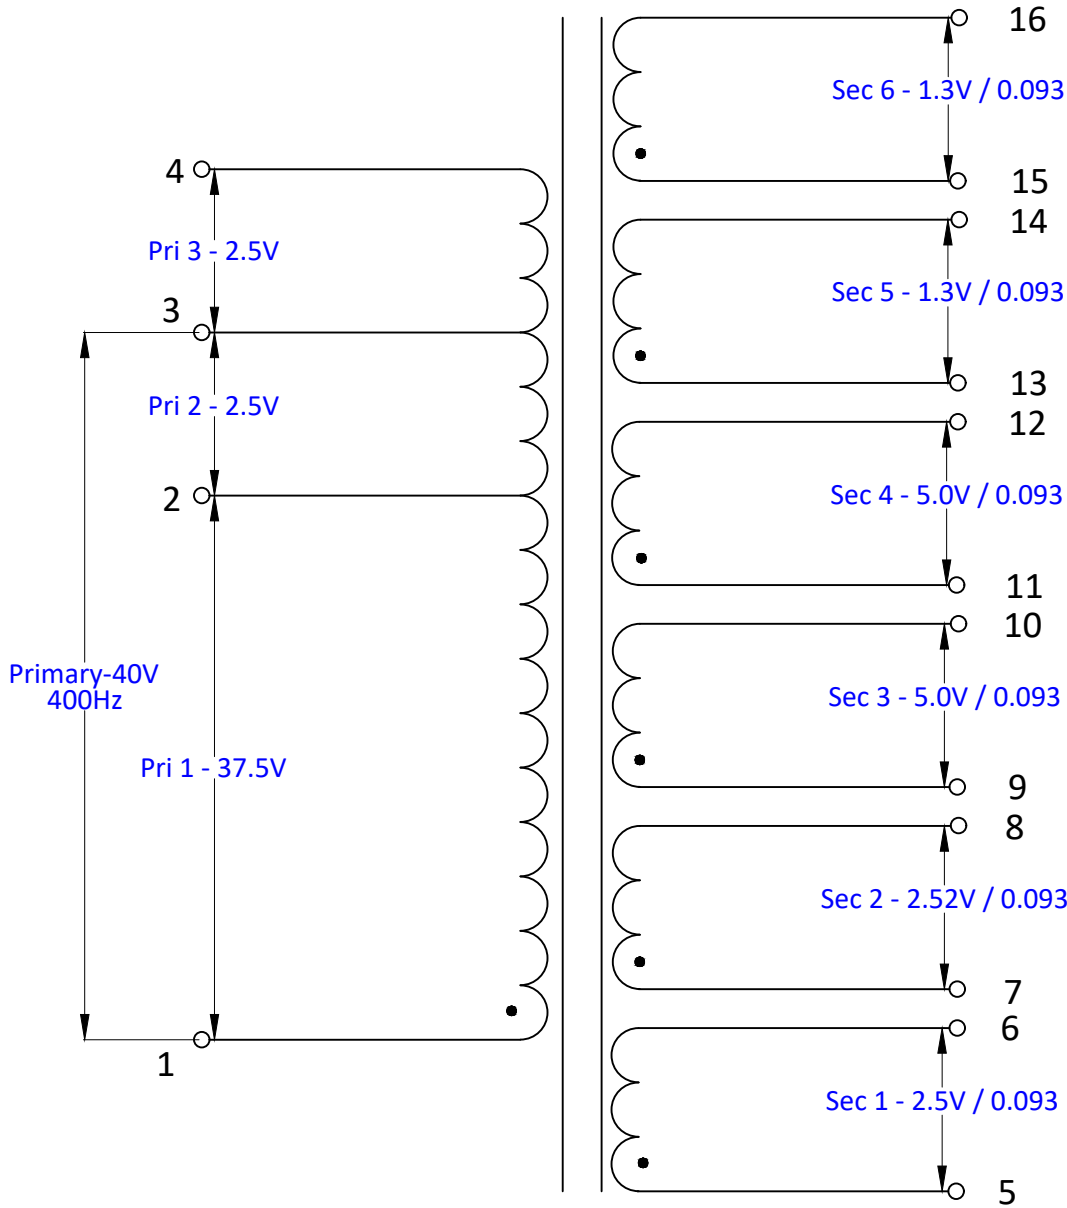 16
Sec 6 - 1.3V / 0.093
4
15
14
Pri 3 - 2.5V
Sec 5 - 1.3V / 0.093
3
13
Pri 2 - 2.5V
12
2
Sec 4 - 5.0V / 0.093
11
10
Primary-40V
400Hz
Sec 3 - 5.0V / 0.093
Pri 1 - 37.5V
9
8
Sec 2 - 2.52V / 0.093
7
6
1
Sec 1 - 2.5V / 0.093
5